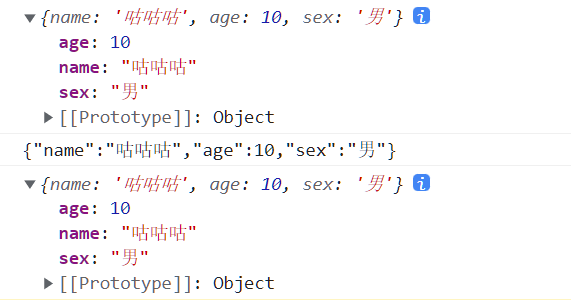 ▼{name: '咕咕咕', age: 10, sex: '男'} i
age: 10
name: "咕咕咕"
sex: "男"
▶[[Prototype]]: Object
{"name":"咕咕咕","age":10,"sex":"男"}
▼{name: '咕咕咕', age: 10, sex: '男'} i
age: 10
name: "咕咕咕"
sex: "男"
▶[[Prototype]]: Object